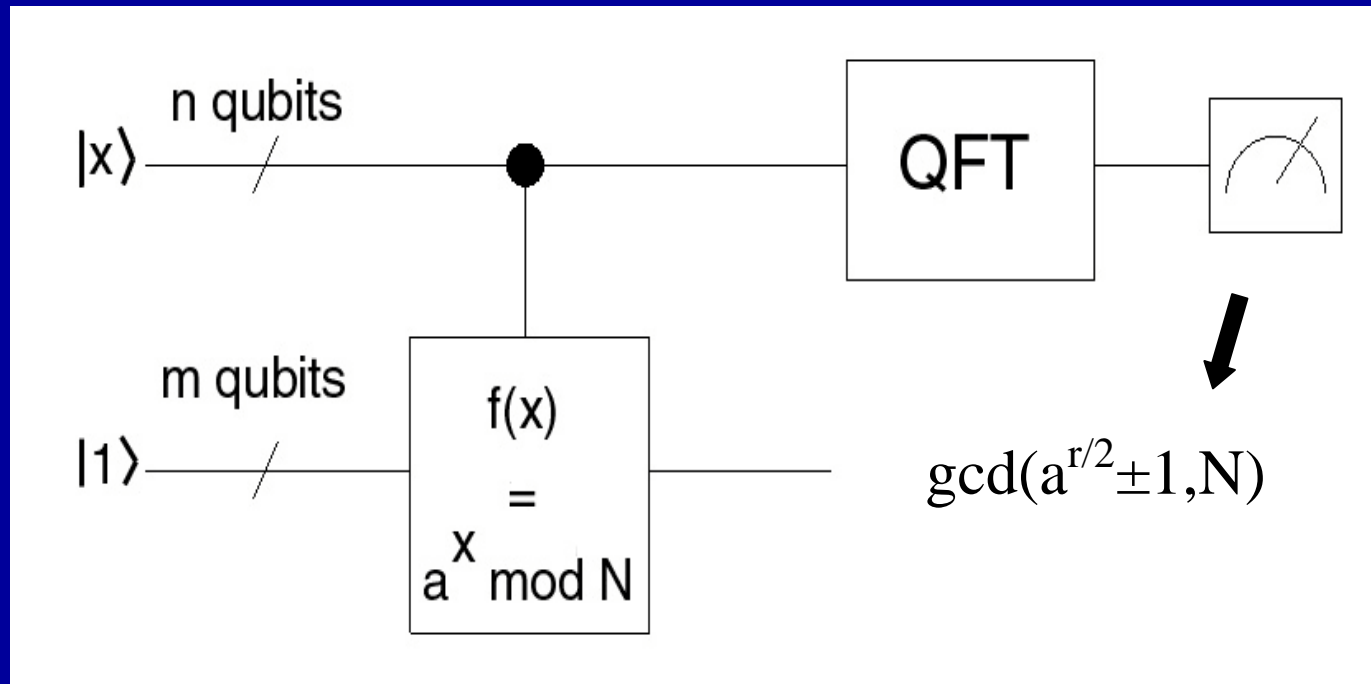 n qubits
|x⟩
QFT
m qubits
|1⟩
f(x)
=
a^x mod N
gcd(a^{r/2}±1,N)